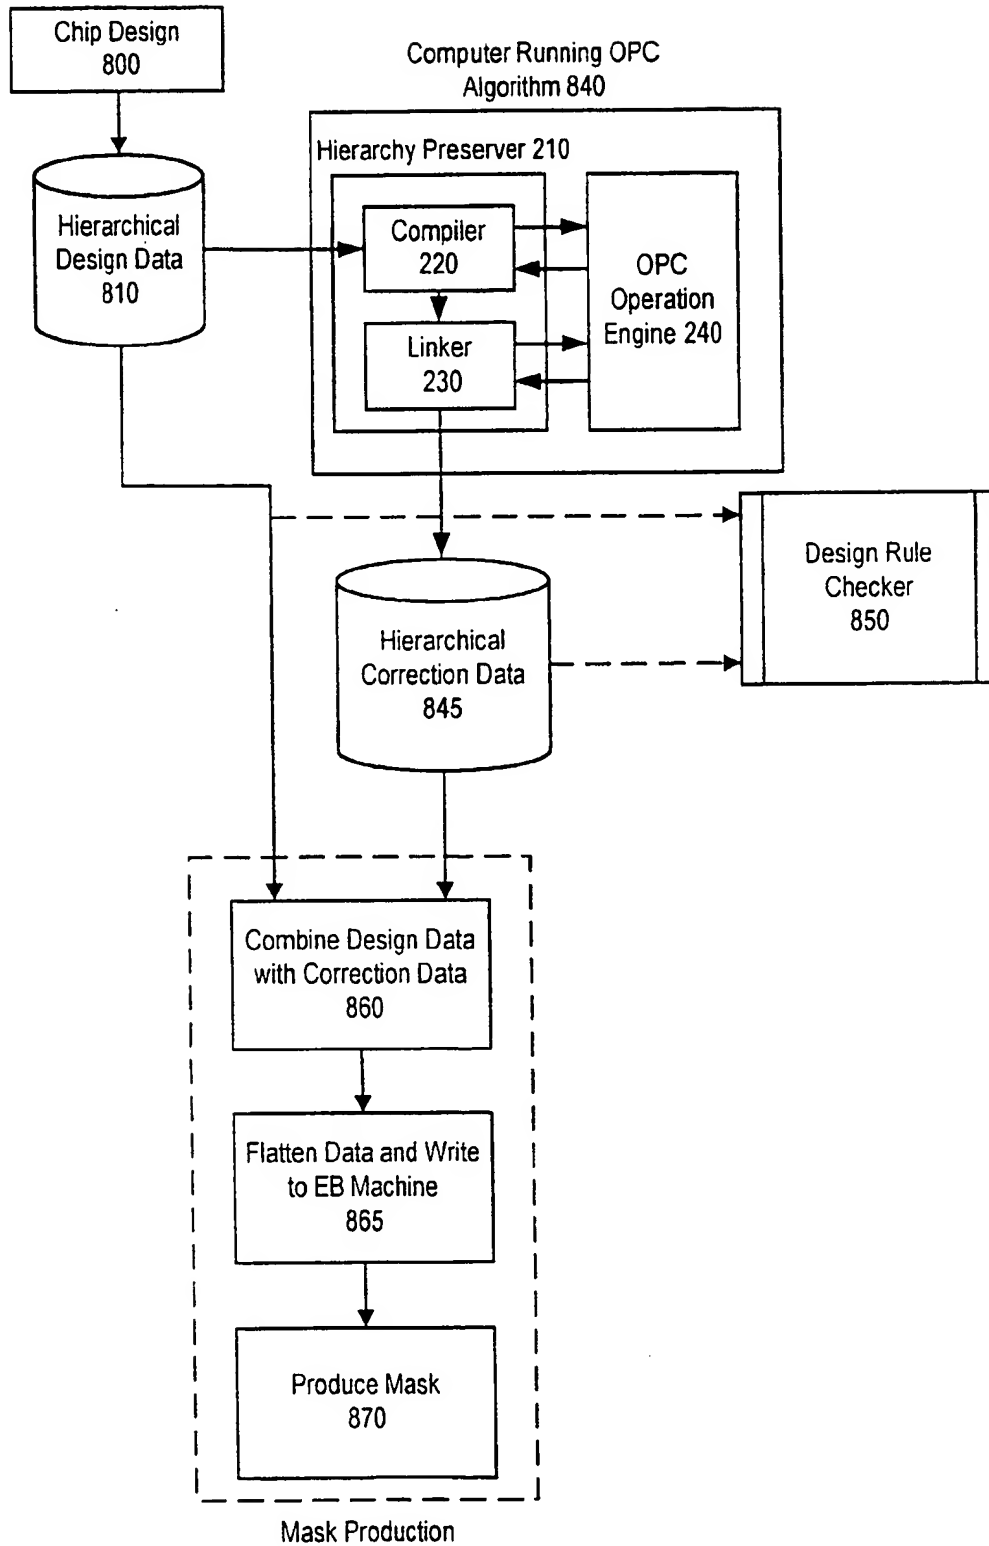 Chip Design
800
Computer Running OPC
Algorithm 840
Hierarchy Preserver 210
Hierarchical
Design Data
810
Compiler
220
OPC
Operation
Engine 240
Linker
230
Design Rule
Checker
850
Hierarchical
Correction Data
845
Combine Design Data
with Correction Data
860
Flatten Data and Write
to EB Machine
865
Produce Mask
870
Mask Production